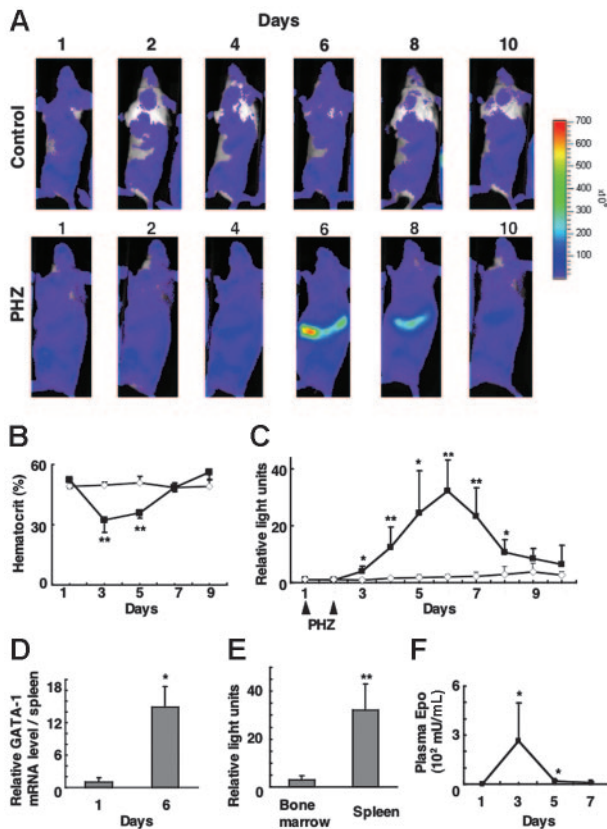 A
Days
1 2 4 6 8 10
Control
700
600
500
400
300
200
100
1 2 4 6 8 10
PHZ
B
Hematocrit (%)
60
30
0
** **
1 3 5 7 9
Days
C
Relative light units
40
20
0
* ** * ** ** *
1 3 5 7 9
PHZ
Days
D
Relative GATA-1
mRNA level / spleen
18
12
6
0
*
1 6
Days
E
Relative light units
40
20
0
**
Bone
marrow
Spleen
F
Plasma Epo
(10² mU/mL)
6
3
0
* *
1 3 5 7
Days